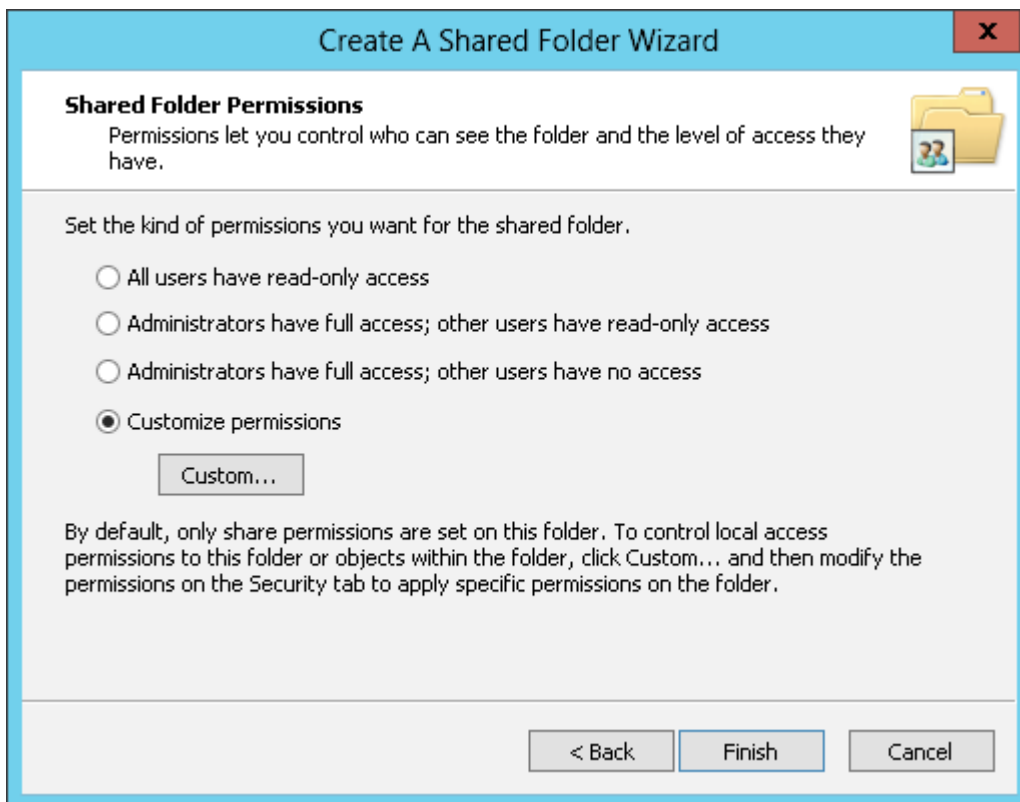 Create A Shared Folder Wizard
x
Shared Folder Permissions
Permissions let you control who can see the folder and the level of access they
have.
Set the kind of permissions you want for the shared folder.
All users have read-only access
Administrators have full access; other users have read-only access
Administrators have full access; other users have no access
Customize permissions
Custom...
By default, only share permissions are set on this folder. To control local access
permissions to this folder or objects within the folder, click Custom... and then modify the
permissions on the Security tab to apply specific permissions on the folder.
< Back Finish Cancel